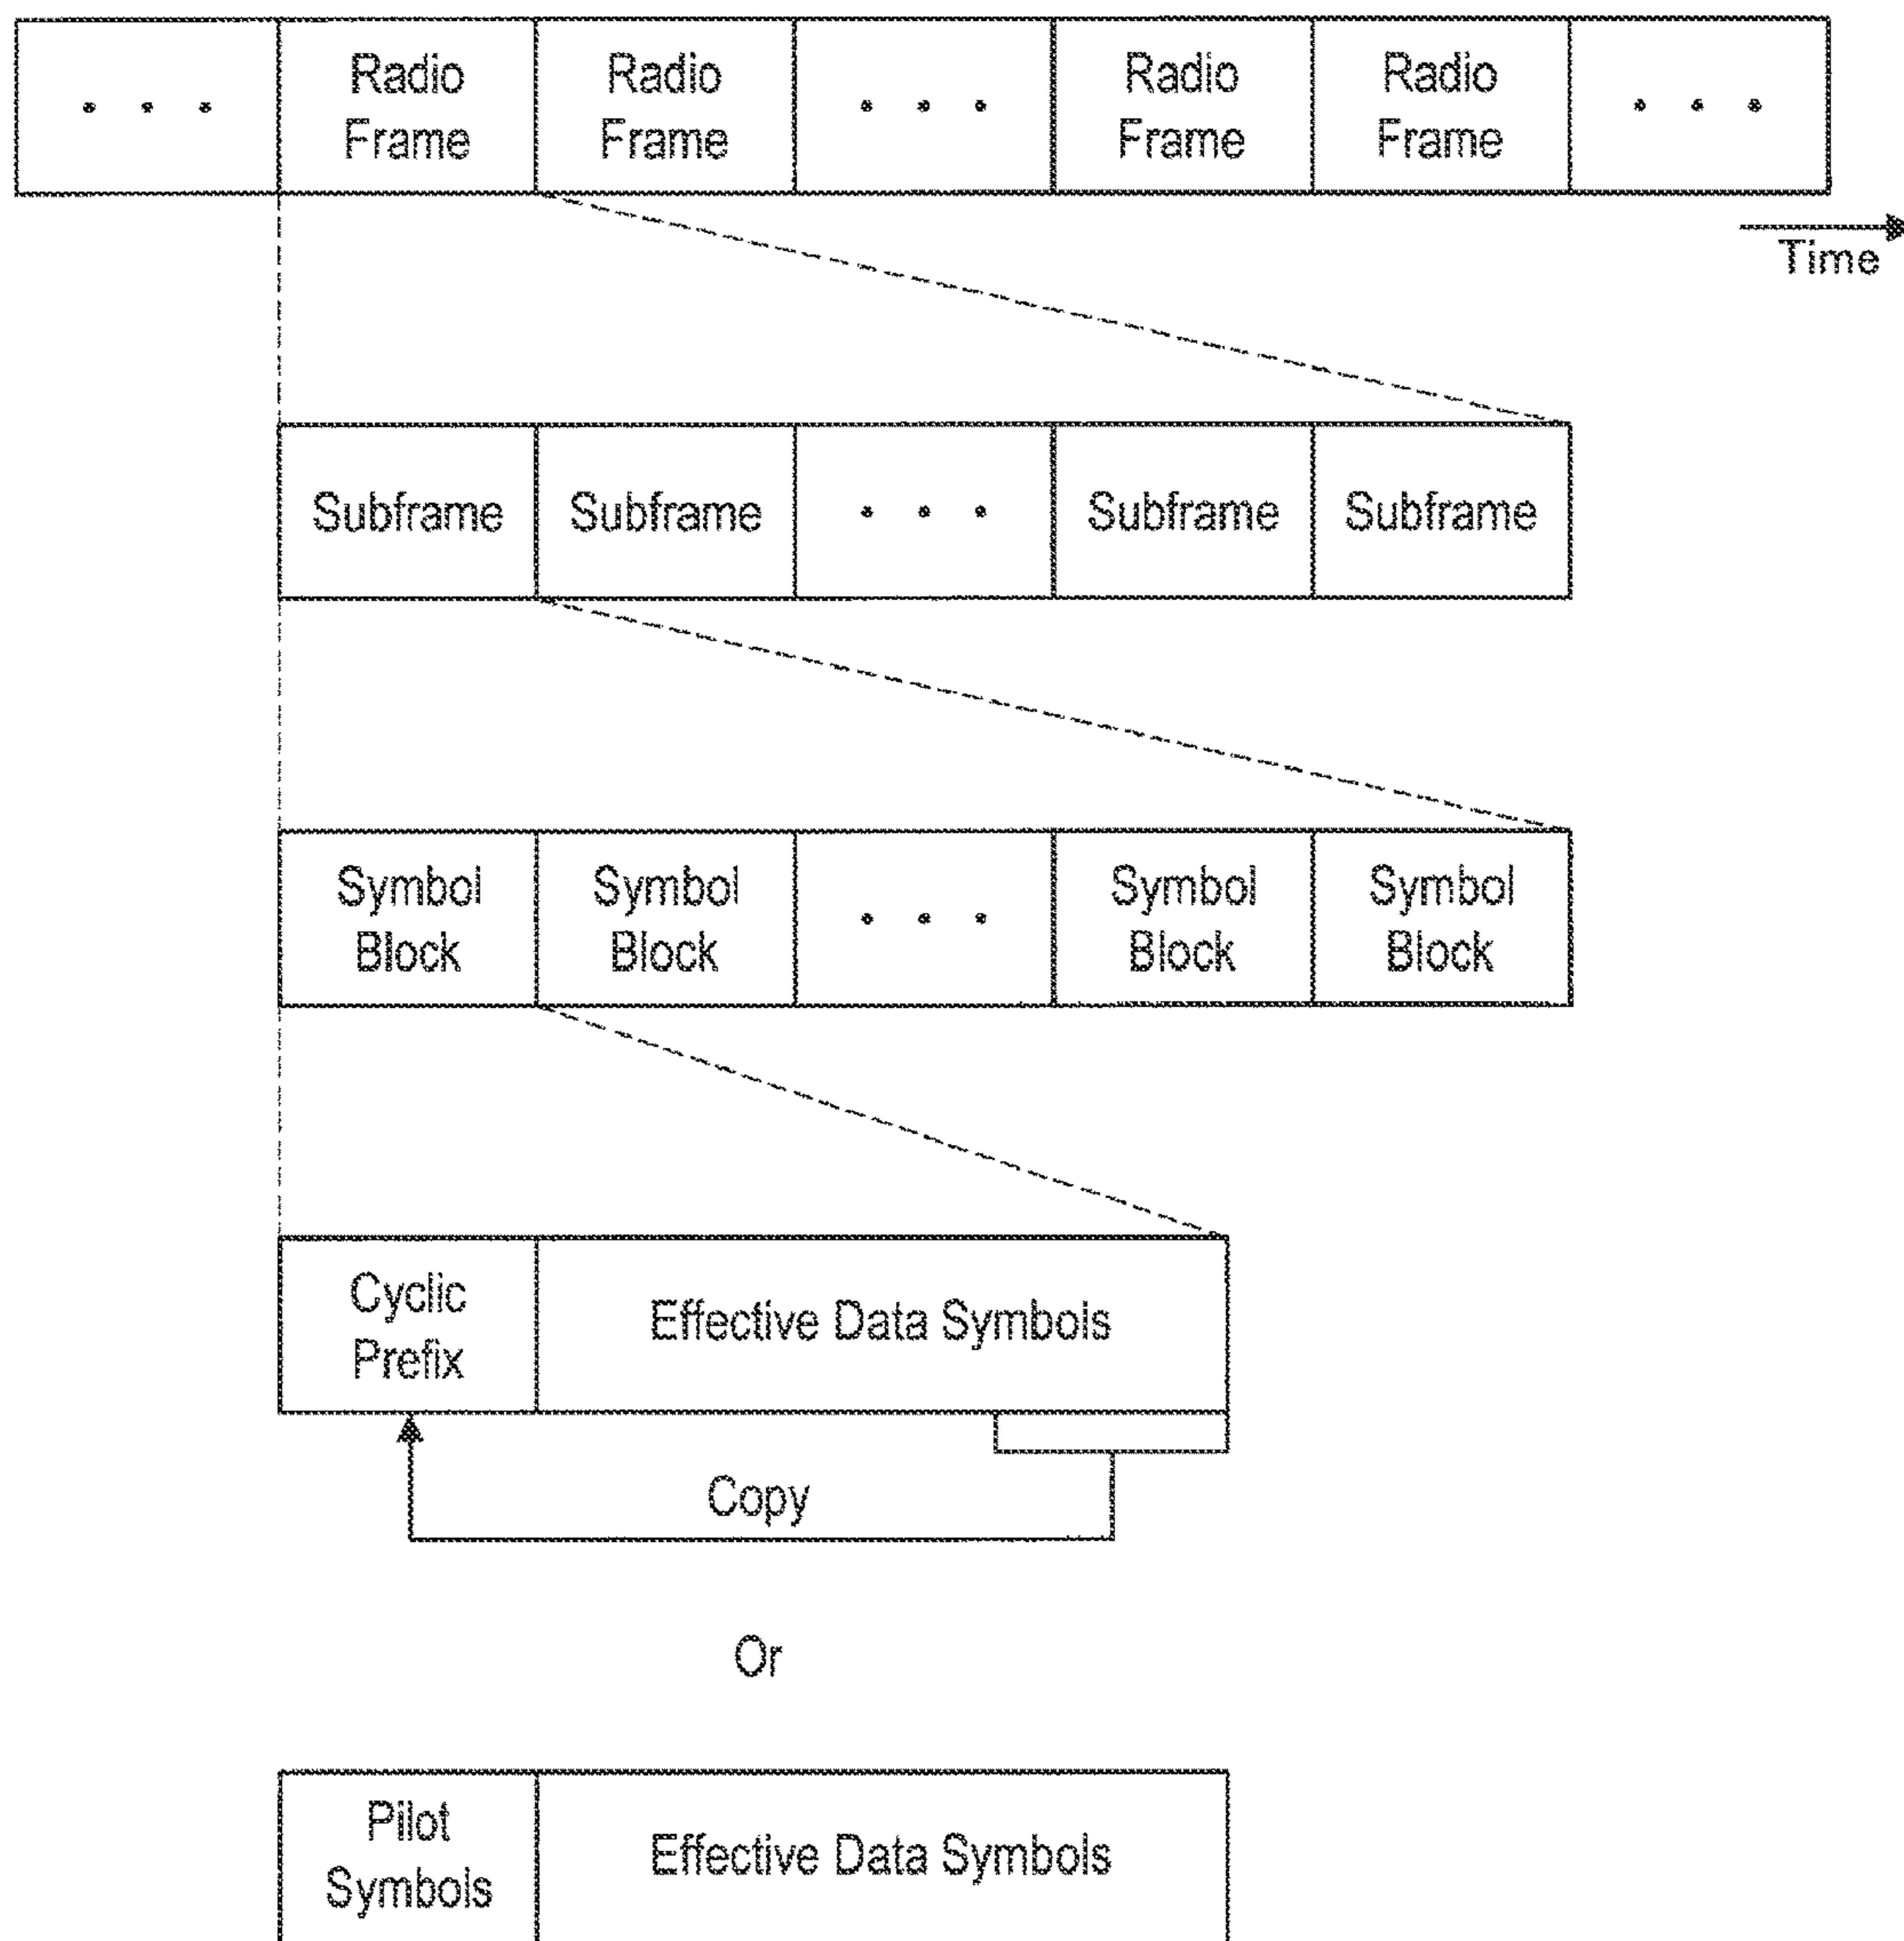 • • • Radio Frame Radio Frame • • • Radio Frame Radio Frame • • •
Time
Subframe Subframe • • • Subframe Subframe
Symbol Block Symbol Block • • • Symbol Block Symbol Block
Cyclic Prefix Effective Data Symbols
Copy
Or
Pilot Symbols Effective Data Symbols